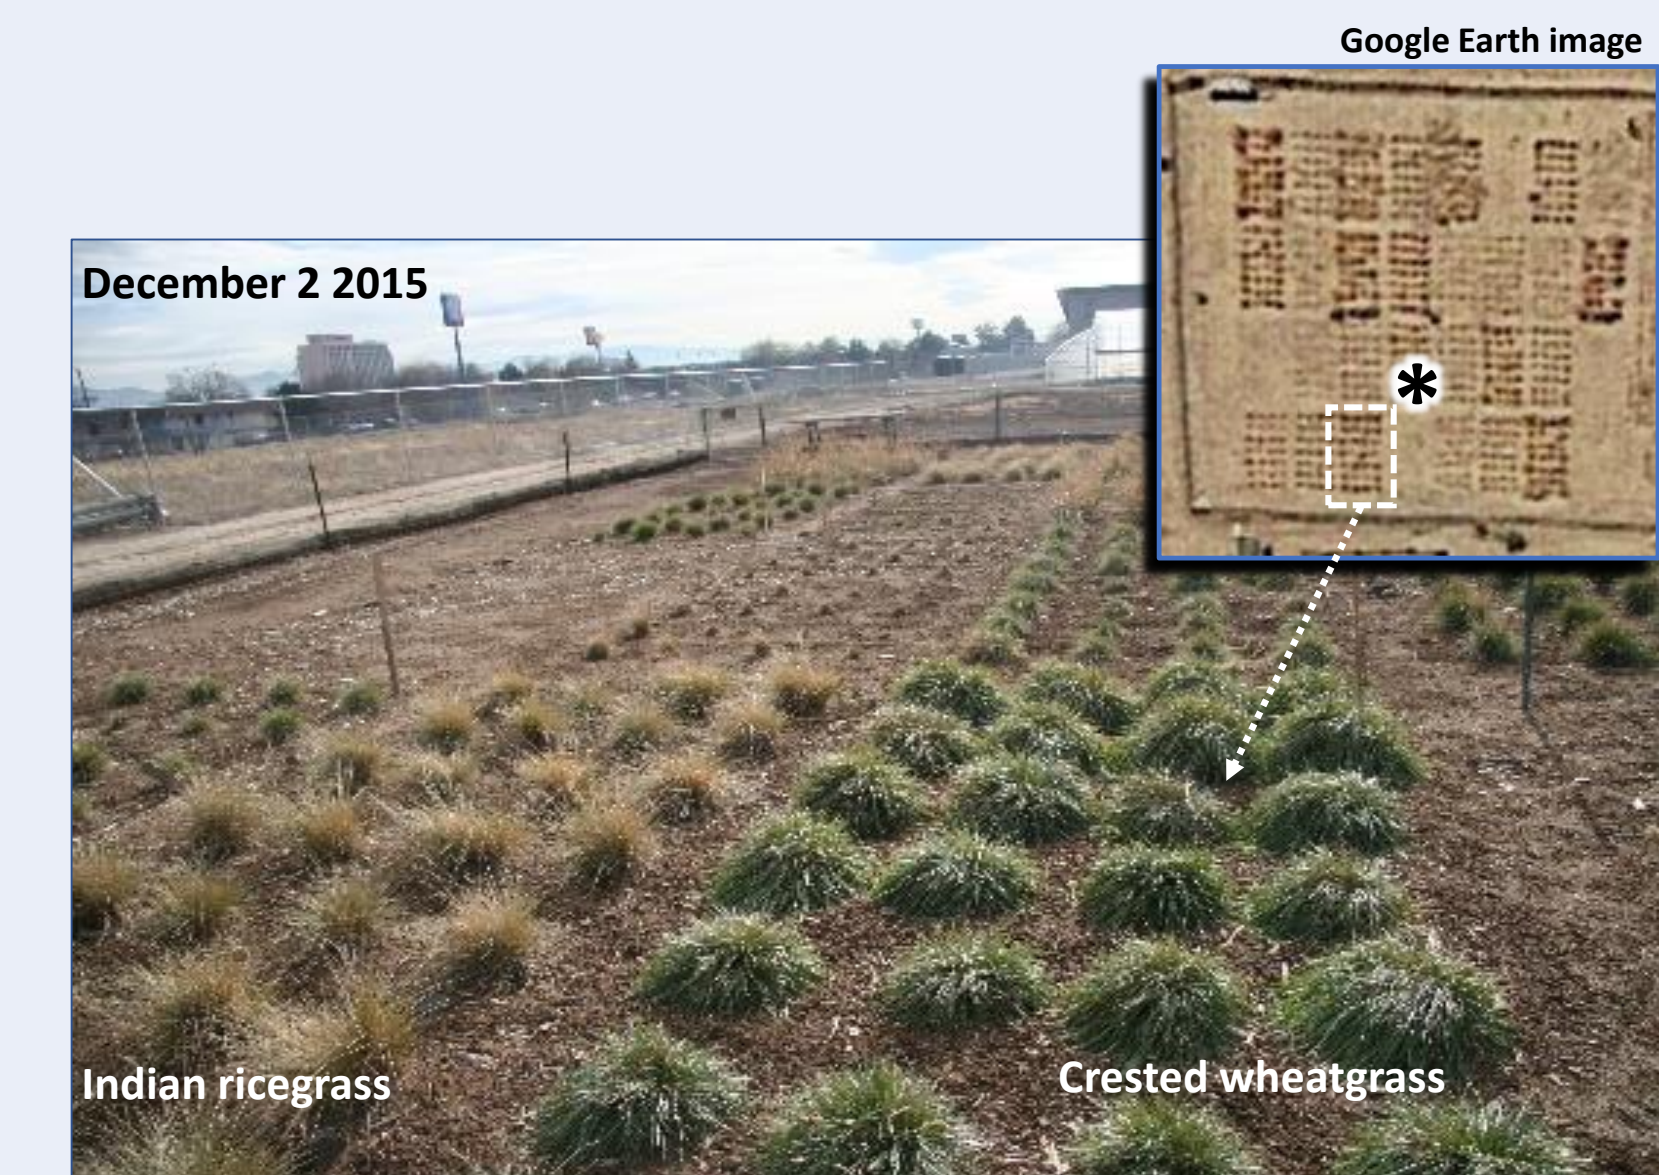 Google Earth image
December 2 2015
*
Indian ricegrass
Crested wheatgrass